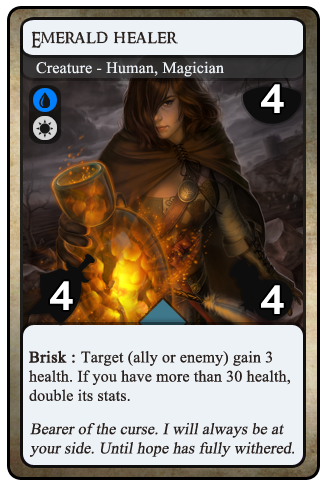 Emerald healer
Creature - Human, Magician
4
4
4
Brisk : Target (ally or enemy) gain 3
health. If you have more than 30 health,
double its stats.
Bearer of the curse. I will always be at
your side. Until hope has fully withered.